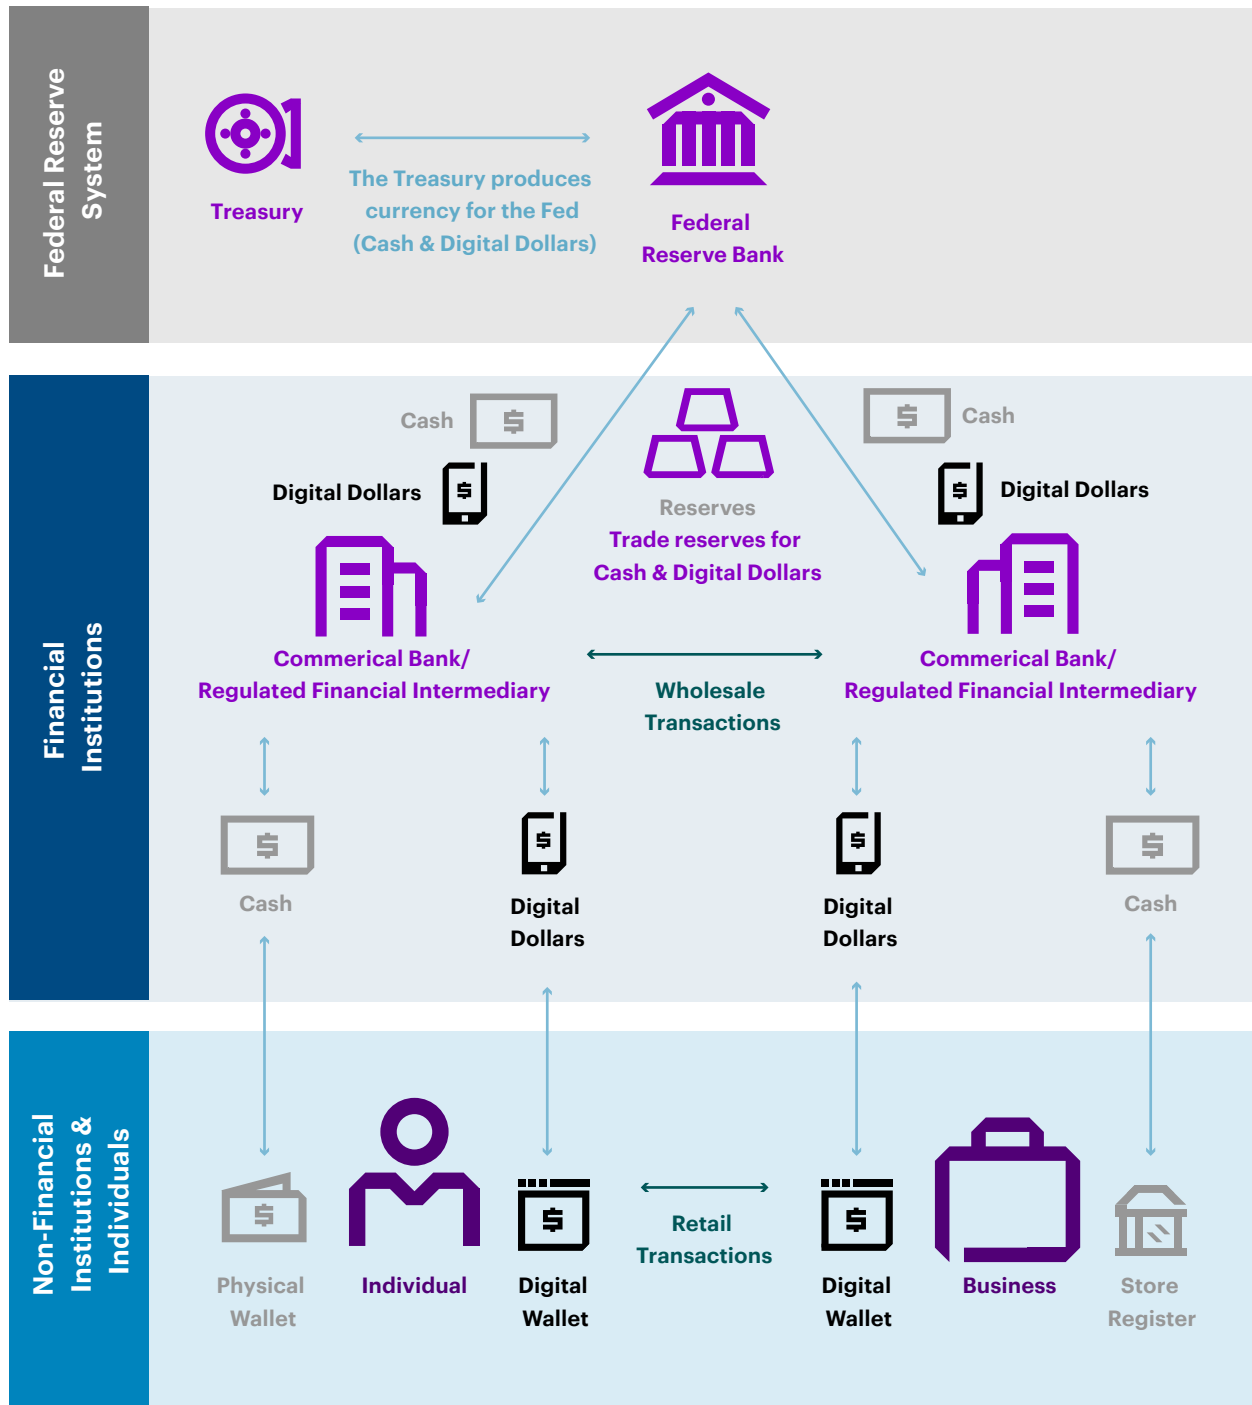 Federal Reserve
System
Treasury
The Treasury produces
currency for the Fed
(Cash & Digital Dollars)
Federal
Reserve Bank
Financial
Institutions
Cash
$
Digital Dollars
$
Reserves
Trade reserves for
Cash & Digital Dollars
$
Cash
$
Digital Dollars
Commerical Bank/
Regulated Financial Intermediary
Wholesale
Transactions
Commerical Bank/
Regulated Financial Intermediary
$
Cash
$
Digital
Dollars
$
Digital
Dollars
$
Cash
Non-Financial
Institutions &
Individuals
$
Physical
Wallet
Individual
$
Digital
Wallet
Retail
Transactions
$
Digital
Wallet
Business
Store
Register